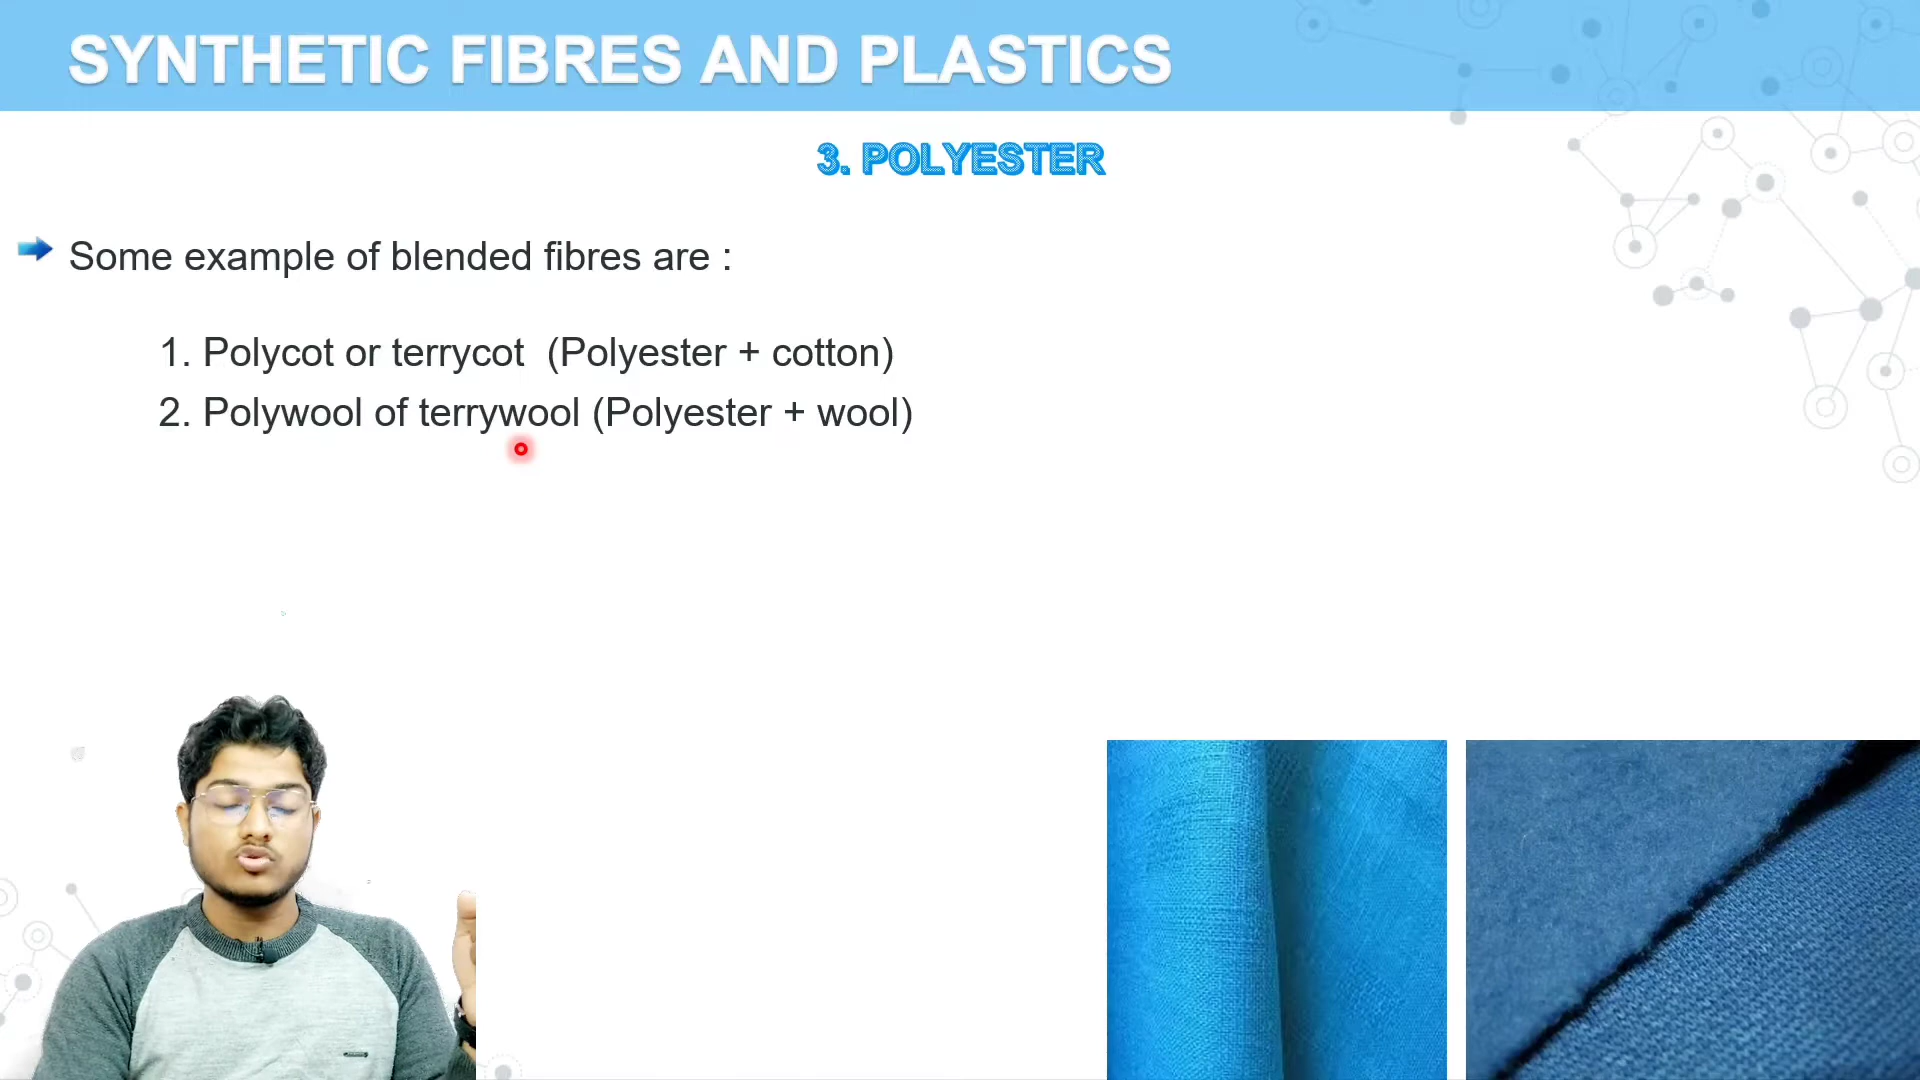 SYNTHETIC FIBRES AND PLASTICS
3. POLYESTER
Some example of blended fibres are :
1. Polycot or terrycot (Polyester + cotton)
2. Polywool of terrywool (Polyester + wool)